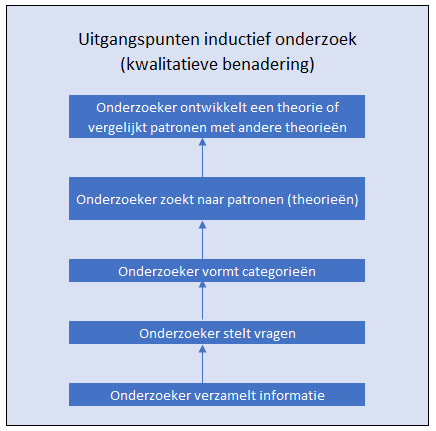 Uitgangspunten inductief onderzoek
(kwalitatieve benadering)
Onderzoeker ontwikkelt een theorie of
vergelijkt patronen met andere theorieën
Onderzoeker zoekt naar patronen (theorieën)
Onderzoeker vormt categorieën
Onderzoeker stelt vragen
Onderzoeker verzamelt informatie